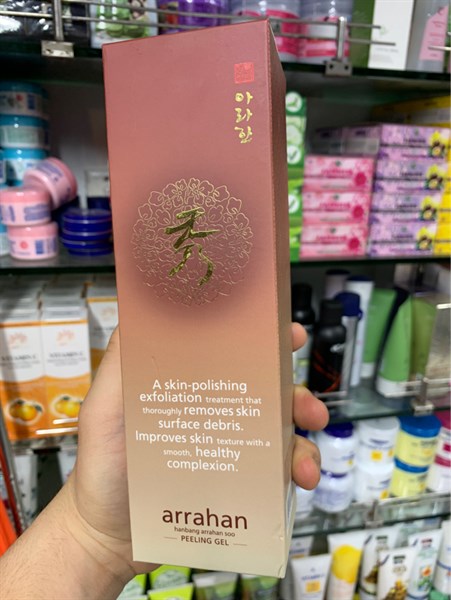 아라한
秀
A skin-polishing
exfoliation treatment that
thoroughly removes skin
surface debris.
Improves skin texture with a
smooth, healthy
complexion.
arrahan
hanbang arrahan soo
PEELING GEL